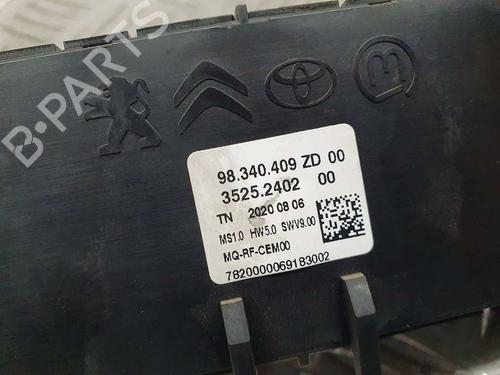 B-PARTS
98.340.409 ZD 00
3525.2402 00
TN 2020 08 06
MS1.0 HW5.0 SWV9.00
MQ-RF-CEM00
7820000069183002